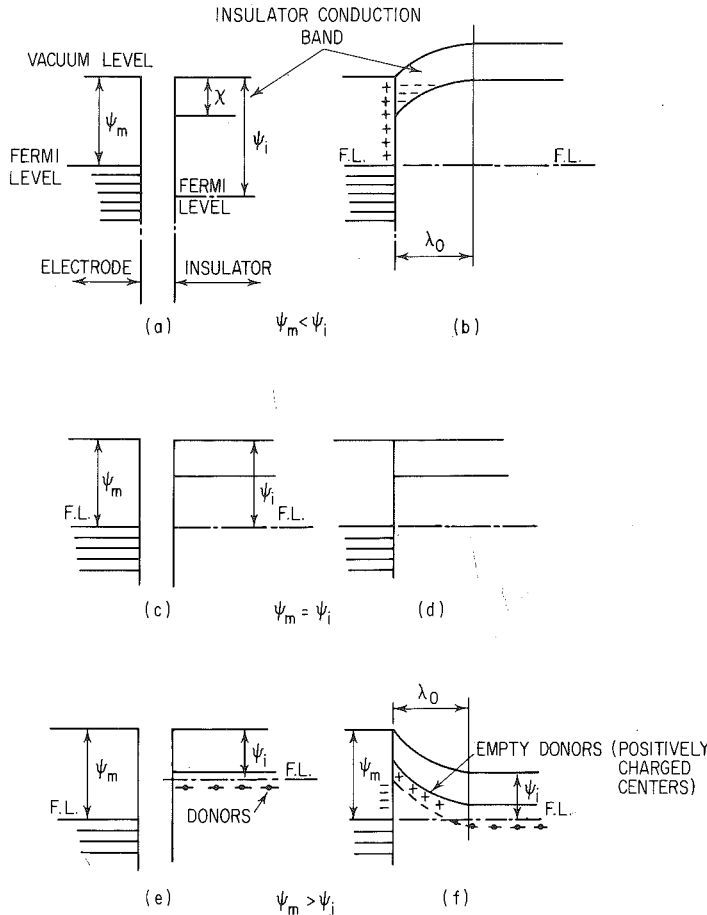 INSULATOR CONDUCTION
BAND
VACUUM LEVEL
χ
ψm
ψi
FERMI
LEVEL
FERMI
LEVEL
ELECTRODE
INSULATOR
(a)
ψm < ψi
+
+
+
+
+
+
F.L.
F.L.
λ0
(b)
ψm
F.L.
ψi
F.L.
(c)
ψm = ψi
(d)
ψm
F.L.
ψi
F.L.
DONORS
(e)
ψm > ψi
λ0
EMPTY DONORS (POSITIVELY
CHARGED
CENTERS)
ψm
+ + + +
ψi
F.L.
(f)